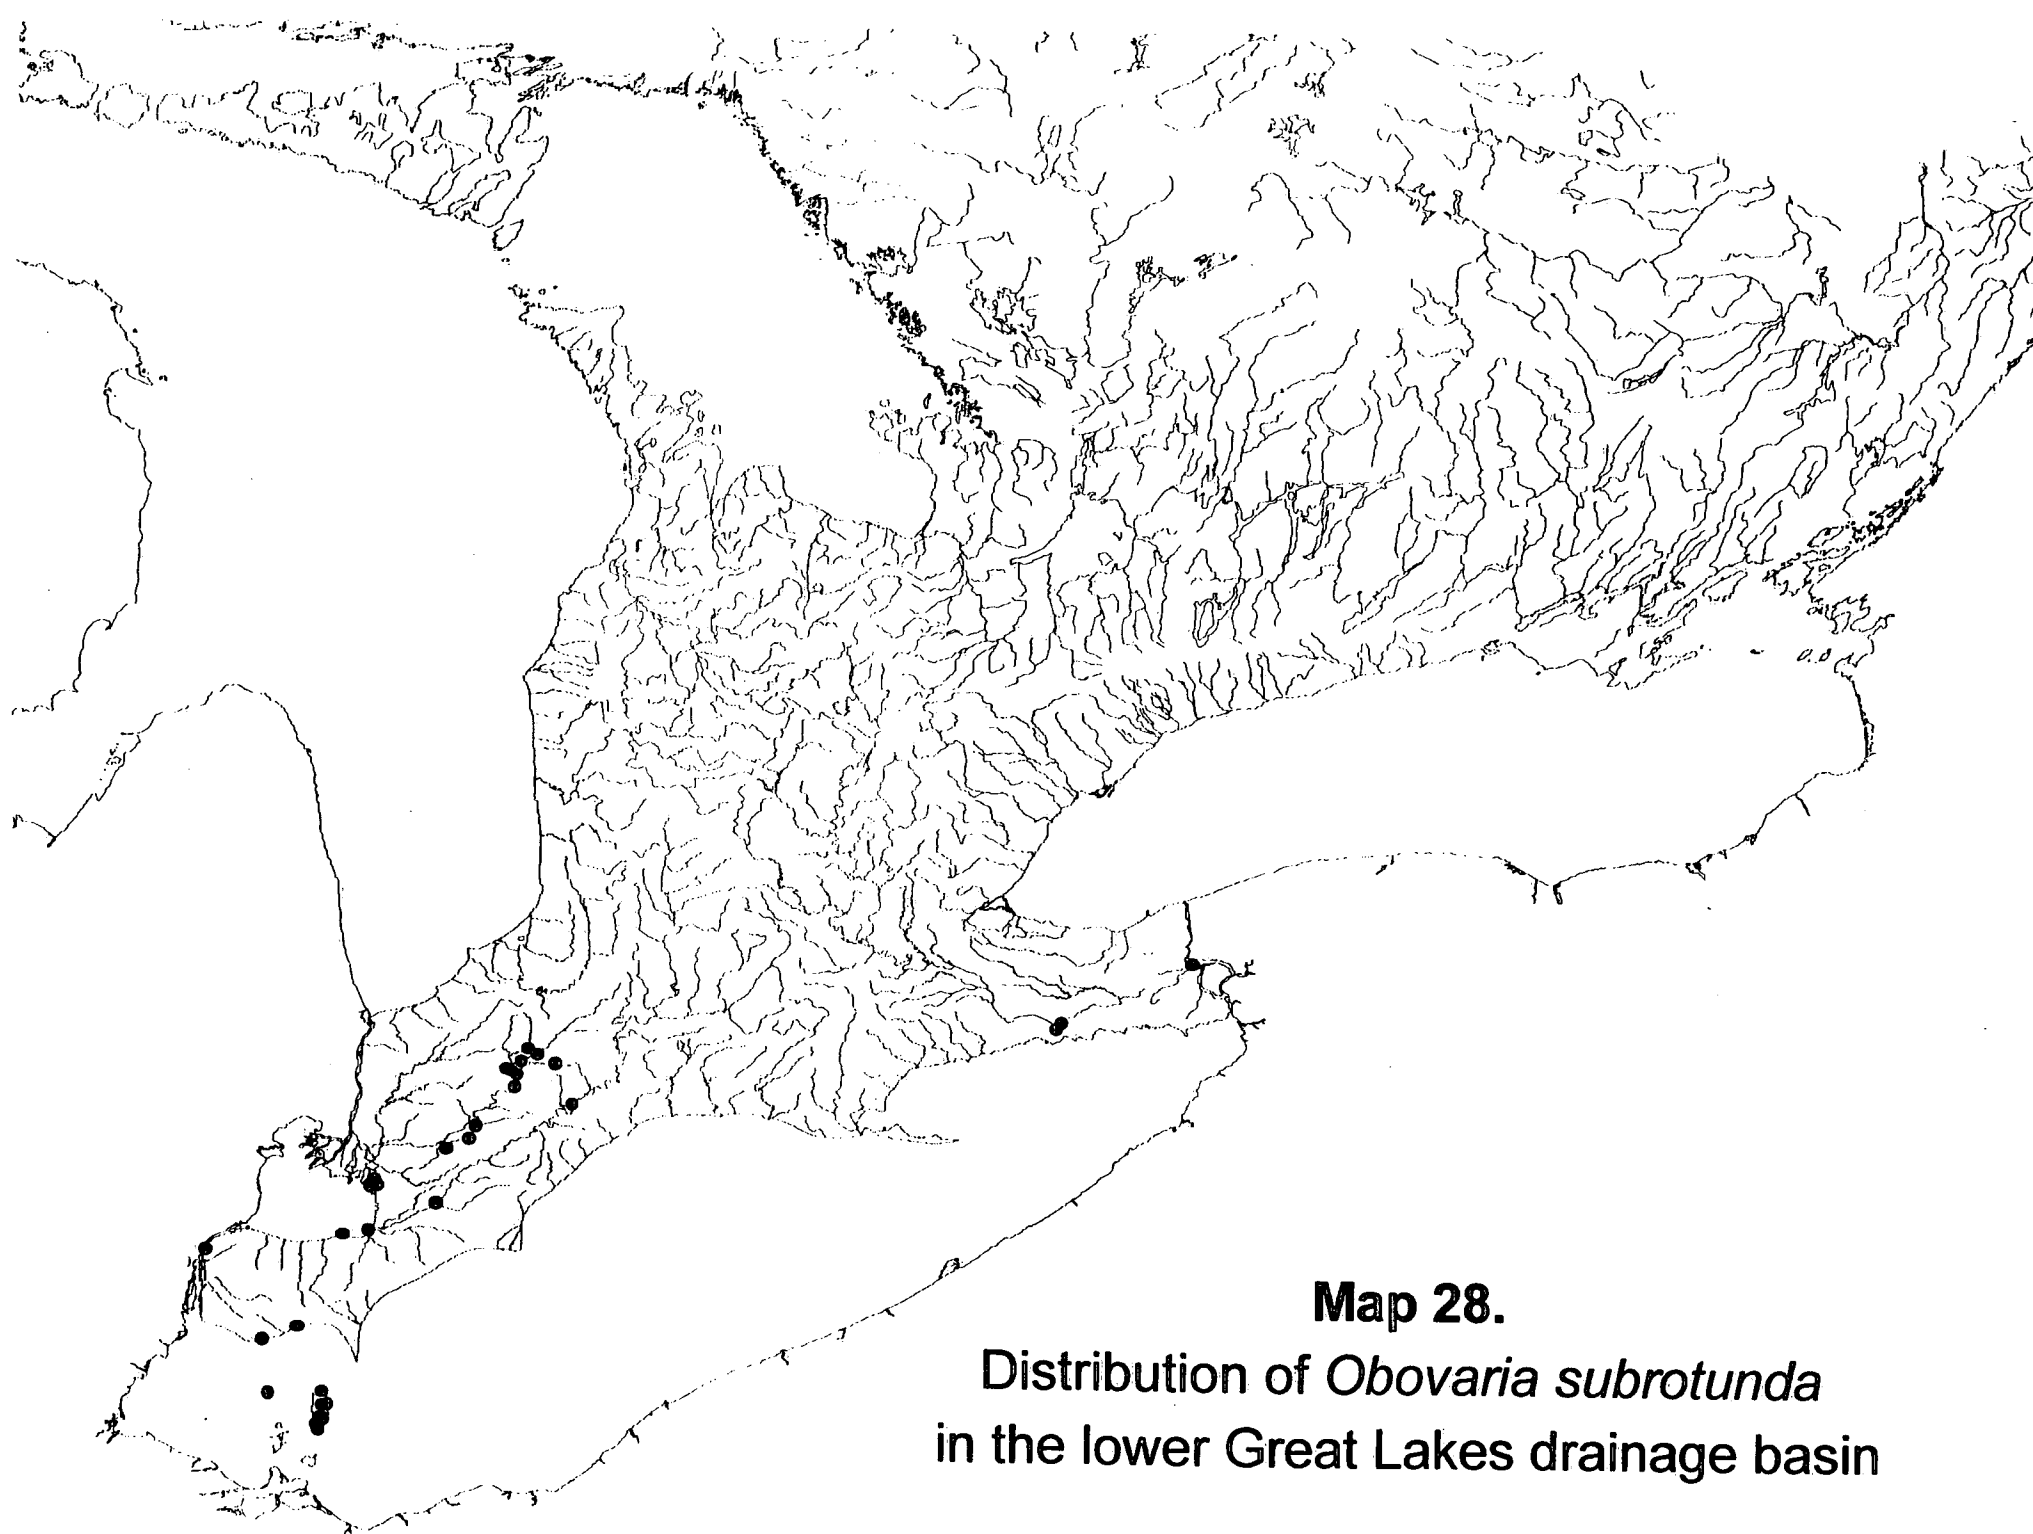 Map 28.
Distribution of Obovaria subrotunda
in the lower Great Lakes drainage basin